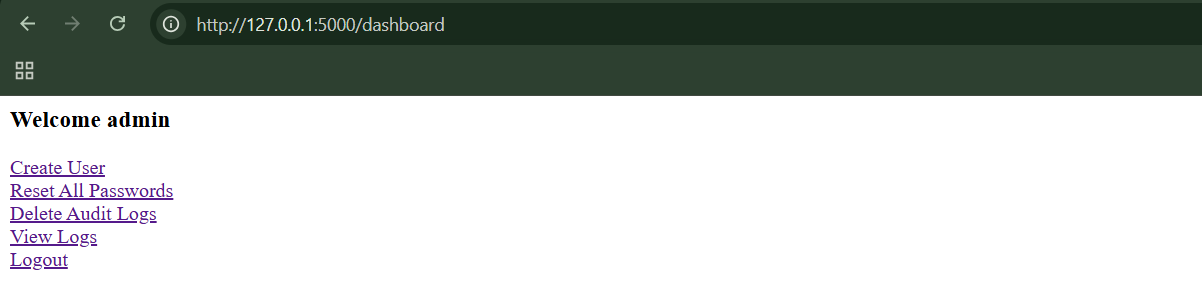 http://127.0.0.1:5000/dashboard
Welcome admin
Create User
Reset All Passwords
Delete Audit Logs
View Logs
Logout